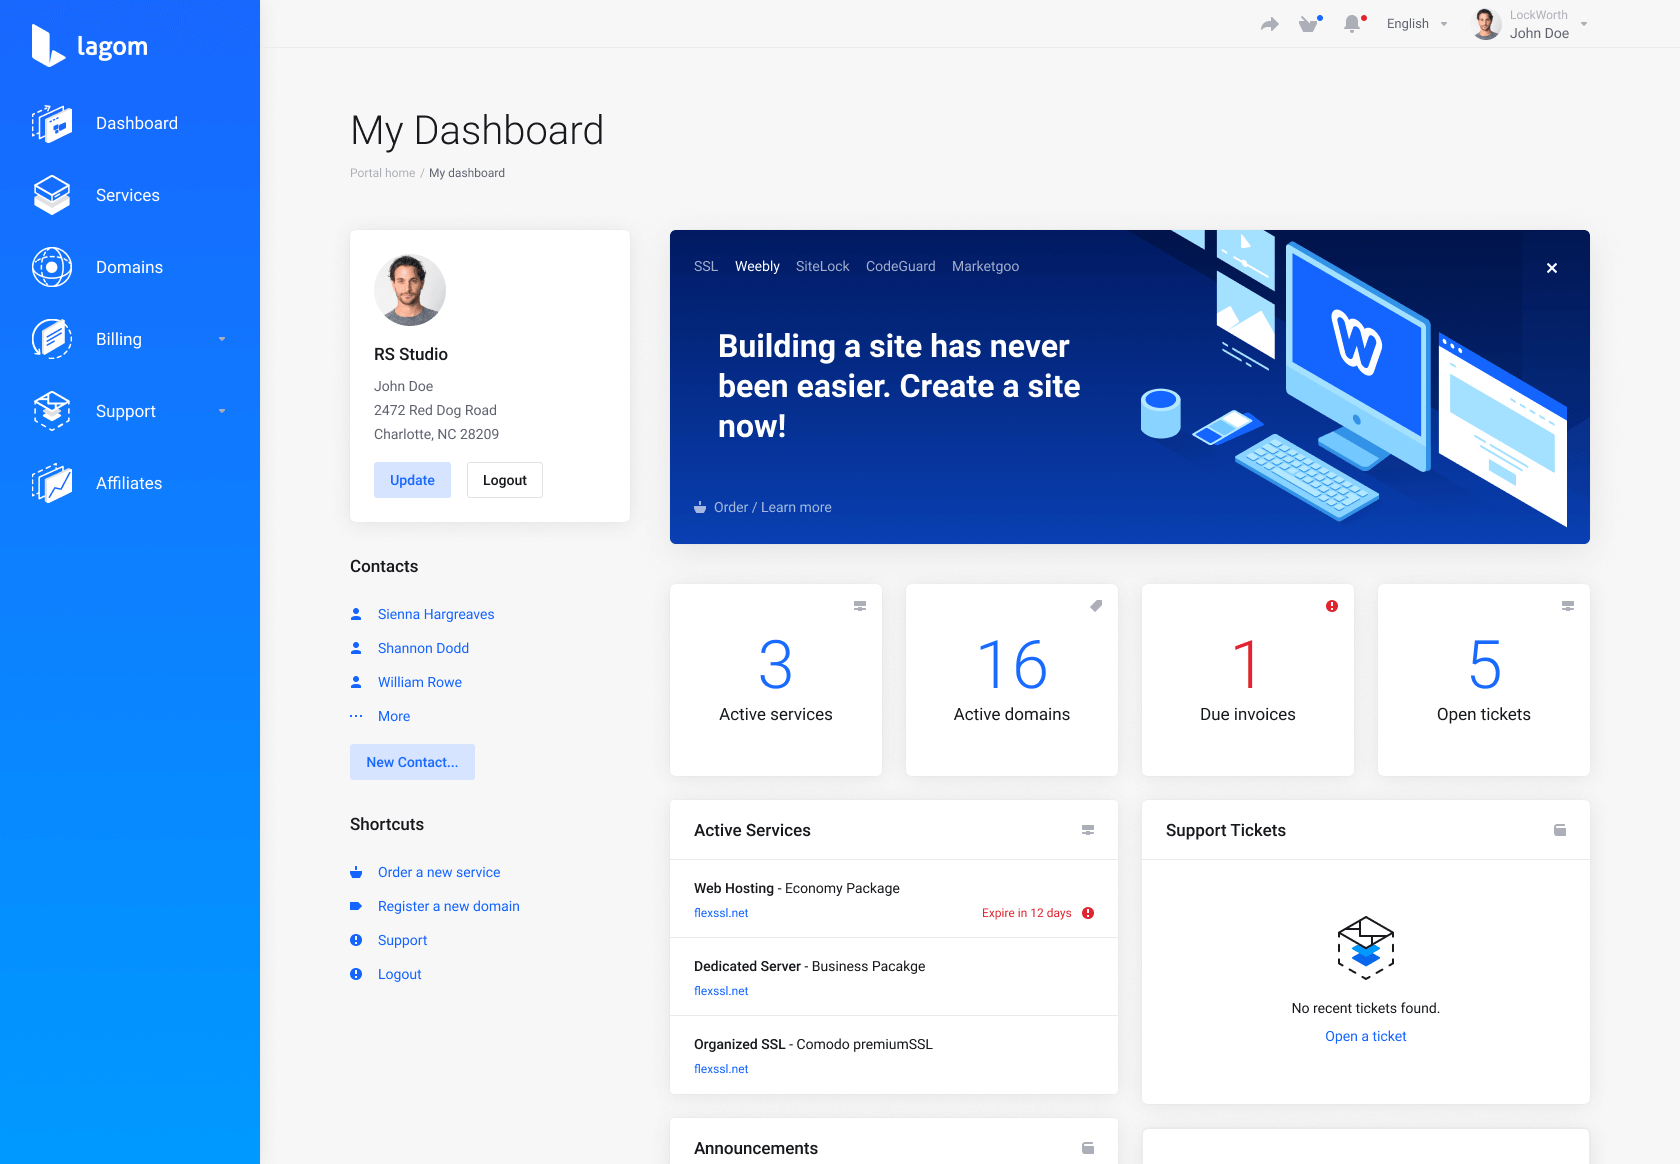 lagom
Dashboard
Services
Domains
Billing
Support
Affiliates
English
LockWorth
John Doe
My Dashboard
Portal home / My dashboard
RS Studio
John Doe
2472 Red Dog Road
Charlotte, NC 28209
Update
Logout
Contacts
Sienna Hargreaves
Shannon Dodd
William Rowe
More
New Contact...
Shortcuts
Order a new service
Register a new domain
Support
Logout
SSL Weebly SiteLock CodeGuard Marketgoo
Building a site has never
been easier. Create a site
now!
W
Order / Learn more
3
Active services
16
Active domains
1
Due invoices
5
Open tickets
Active Services
Web Hosting - Economy Package
flexssl.net
Expire in 12 days
Dedicated Server - Business Pacakge
flexssl.net
Organized SSL - Comodo premiumSSL
flexssl.net
Support Tickets
No recent tickets found.
Open a ticket
Announcements